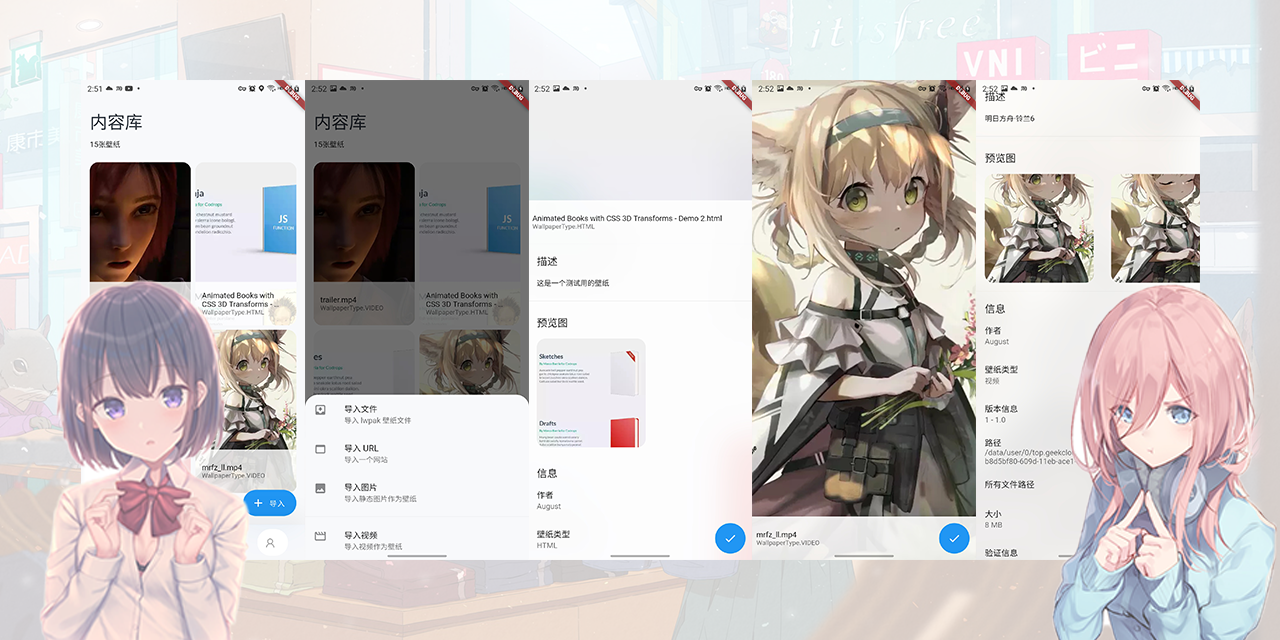 itisfree
VNI
ビニ
康市
2:51
内容库
15张壁纸
JS
FUNCTION
Animated Books with
CSS 3D Transforms - ...
WallpaperType.HTML
mrfz_ll.mp4
WallpaperType.VIDEO
导入
2:52
内容库
15张壁纸
JS
FUNCTION
trailer.mp4
WallpaperType.VIDEO
Animated Books with
CSS 3D Transforms - ...
WallpaperType.HTML
导入文件
导入 lwpak 壁纸文件
导入 URL
导入一个网站
导入图片
导入静态图片作为壁纸
导入视频
导入视频作为壁纸
2:52
Animated Books with CSS 3D Transforms - Demo 2.html
WallpaperType.HTML
描述
这是一个测试用的壁纸
预览图
Sketches
Drafts
信息
作者
August
壁纸类型
HTML
2:52
DEBUG
mrfz_ll.mp4
WallpaperType.VIDEO
2:52
描述
明日方舟·铃兰6
预览图
信息
作者
August
壁纸类型
视频
版本信息
1 - 1.0
路径
/data/user/0/top.geekclo
b8d5bf80-609d-11eb-ace1
所有文件路径
大小
8 MB
验证信息